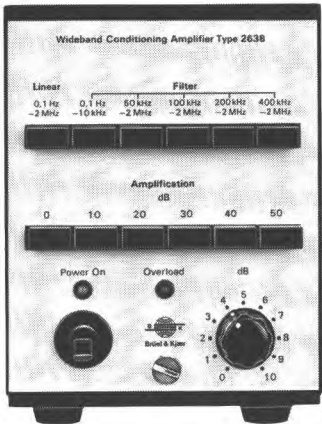 Wideband Conditioning Amplifier Type 2638
Linear Filter
0,1 Hz 0,1 Hz 50 kHz 100 kHz 200 kHz 400 kHz
–2 MHz –10 kHz –2 MHz –2 MHz –2 MHz –2 MHz
Amplification
dB
0 10 20 30 40 50
Power On Overload dB
Brüel & Kjær
0 1 2 3 4 5 6 7 8 9 10